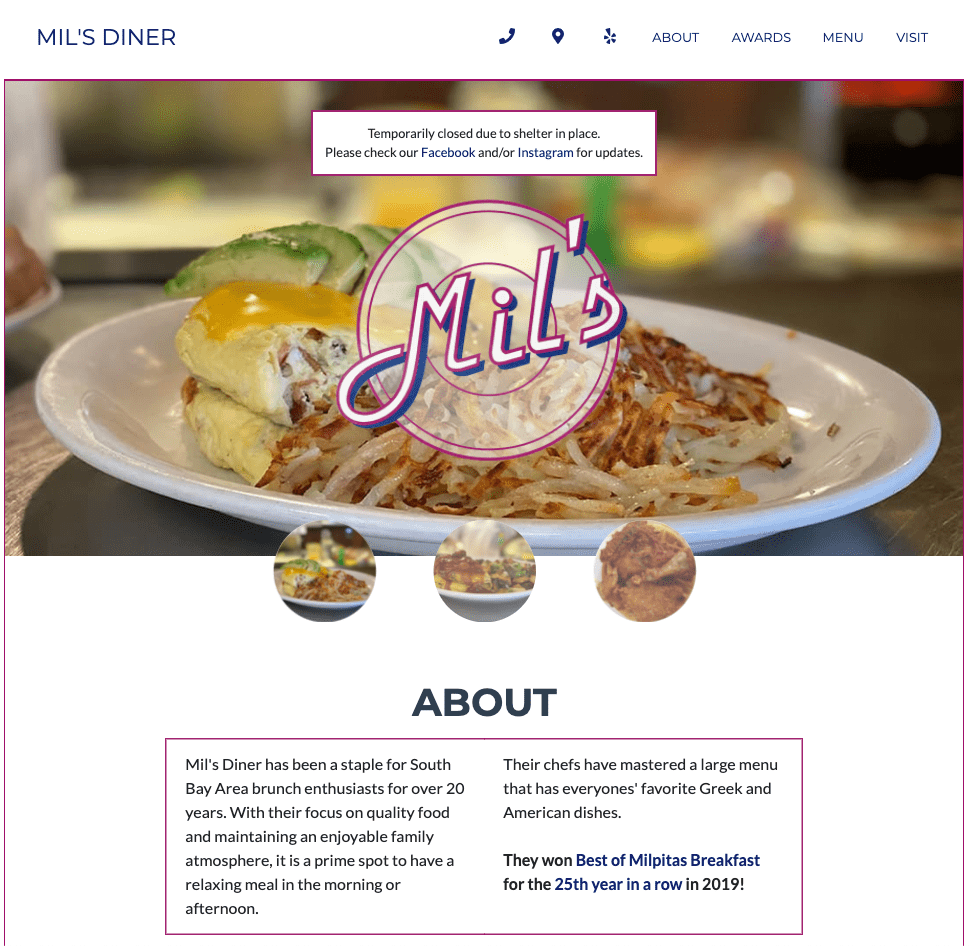 MIL'S DINER
ABOUT
AWARDS
MENU
VISIT
Temporarily closed due to shelter in place.
Please check our Facebook and/or Instagram for updates.
Mil's
ABOUT
Mil's Diner has been a staple for South
Bay Area brunch enthusiasts for over 20
years. With their focus on quality food
and maintaining an enjoyable family
atmosphere, it is a prime spot to have a
relaxing meal in the morning or
afternoon.
Their chefs have mastered a large menu
that has everyones' favorite Greek and
American dishes.
They won Best of Milpitas Breakfast
for the 25th year in a row in 2019!